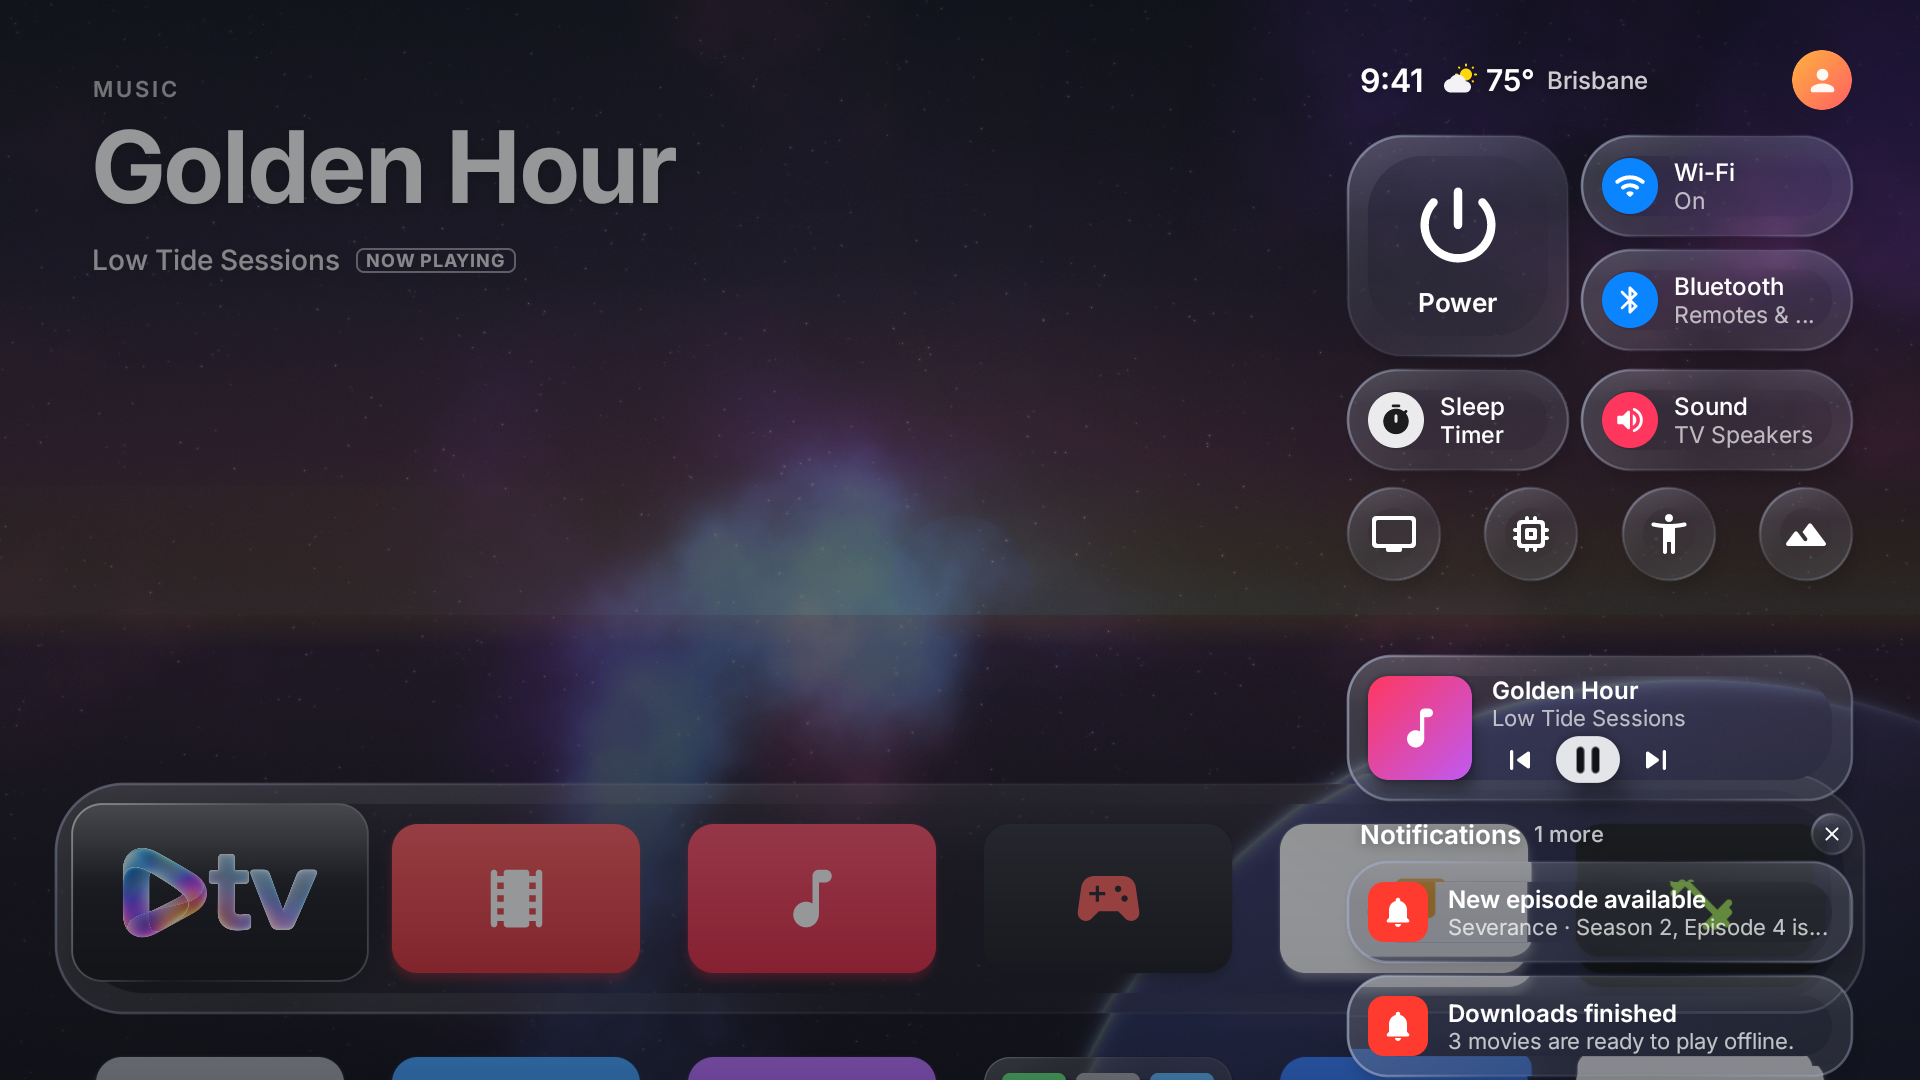 MUSIC
Golden Hour
Low Tide Sessions NOW PLAYING
9:41 75° Brisbane
Power
Wi-Fi
On
Bluetooth
Remotes & ...
Sleep
Timer
Sound
TV Speakers
Golden Hour
Low Tide Sessions
tv
Notifications 1 more
New episode available
Severance · Season 2, Episode 4 is...
Downloads finished
3 movies are ready to play offline.